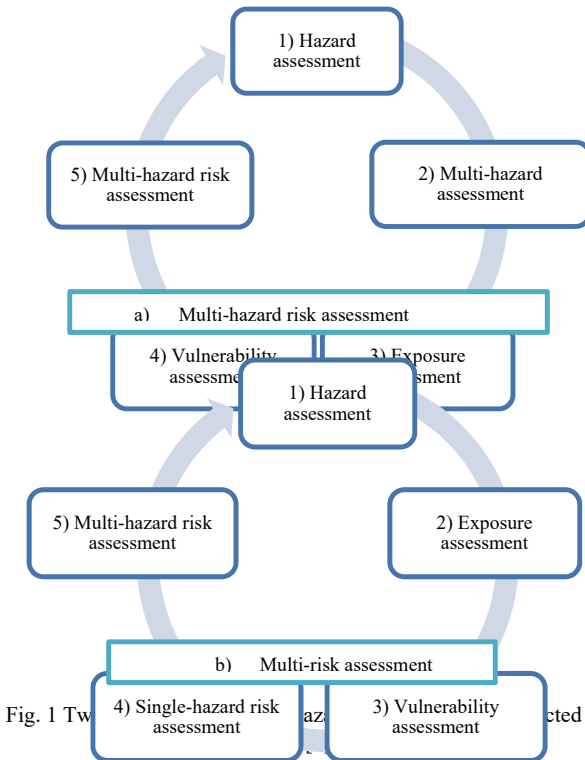 1) Hazard
assessment
5) Multi-hazard risk
assessment
2) Multi-hazard
assessment
a) Multi-hazard risk assessment
4) Vulnerability
3) Exposure
1) Hazard
assessment
5) Multi-hazard risk
assessment
2) Exposure
assessment
b) Multi-risk assessment
4) Single-hazard risk
assessment
3) Vulnerability
assessment
Fig. 1